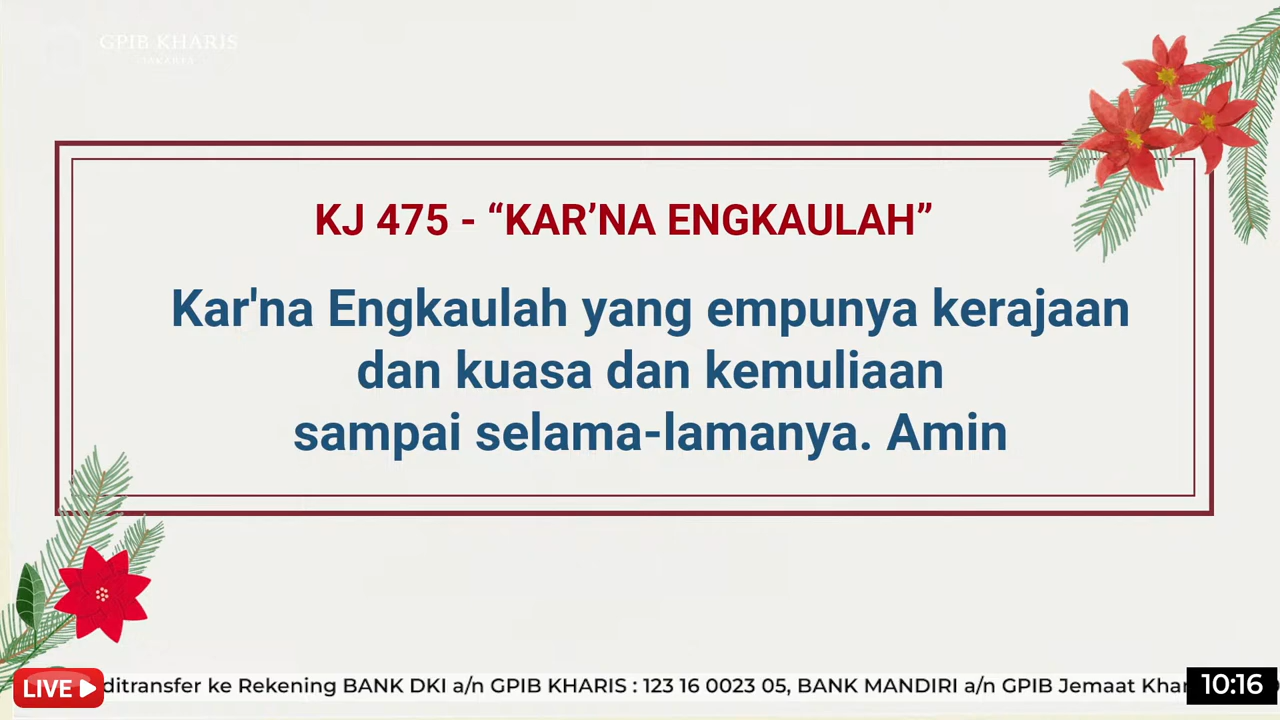 GPIB KHARIS
JAKARTA
KJ 475 - “KAR’NA ENGKAULAH”
Kar'na Engkaulah yang empunya kerajaan
dan kuasa dan kemuliaan
sampai selama-lamanya. Amin
LIVE
ditransfer ke Rekening BANK DKI a/n GPIB KHARIS : 123 16 0023 05, BANK MANDIRI a/n GPIB Jemaat Khar
10:16